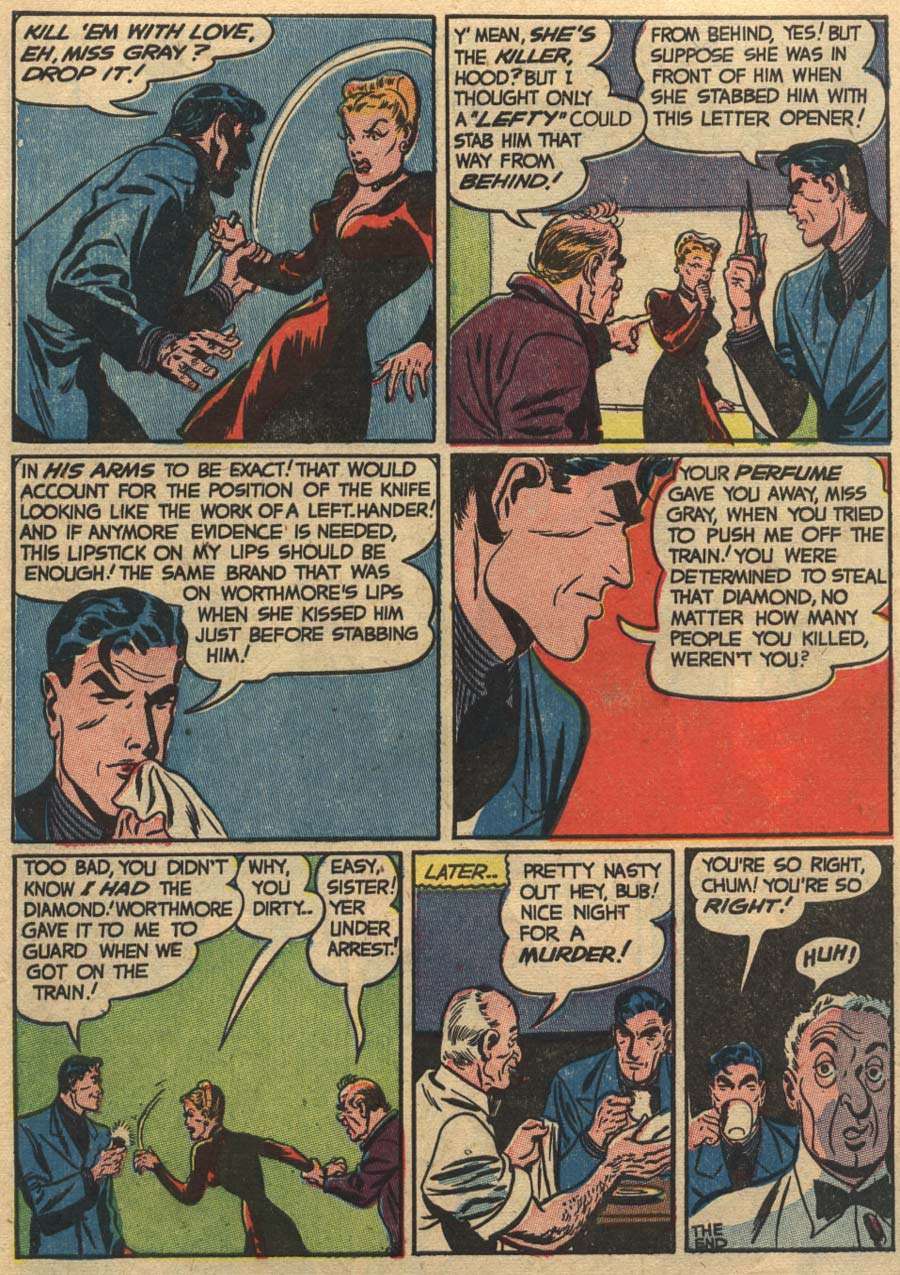 KILL 'EM WITH LOVE,
EH, MISS GRAY?
DROP IT!
Y' MEAN, SHE'S
THE KILLER,
HOOD? BUT I
THOUGHT ONLY
A "LEFTY" COULD
STAB HIM THAT
WAY FROM
BEHIND!
FROM BEHIND, YES! BUT
SUPPOSE SHE WAS IN
FRONT OF HIM WHEN
SHE STABBED HIM WITH
THIS LETTER OPENER!
IN HIS ARMS TO BE EXACT! THAT WOULD
ACCOUNT FOR THE POSITION OF THE KNIFE
LOOKING LIKE THE WORK OF A LEFT-HANDER!
AND IF ANYMORE EVIDENCE IS NEEDED,
THIS LIPSTICK ON MY LIPS SHOULD BE
ENOUGH! THE SAME BRAND THAT WAS
ON WORTHMORE'S LIPS
WHEN SHE KISSED HIM
JUST BEFORE STABBING
HIM!
YOUR PERFUME
GAVE YOU AWAY, MISS
GRAY, WHEN YOU TRIED
TO PUSH ME OFF THE
TRAIN! YOU WERE
DETERMINED TO STEAL
THAT DIAMOND, NO
MATTER HOW MANY
PEOPLE YOU KILLED,
WEREN'T YOU?
TOO BAD, YOU DIDN'T
KNOW I HAD THE
DIAMOND! WORTHMORE
GAVE IT TO ME TO
GUARD WHEN WE
GOT ON THE
TRAIN!
WHY,
YOU
DIRTY..
EASY,
SISTER!
YER
UNDER
ARREST!
LATER..
PRETTY NASTY
OUT HEY, BUB!
NICE NIGHT
FOR A
MURDER!
YOU'RE SO RIGHT,
CHUM! YOU'RE SO
RIGHT!
HUH!
THE
END